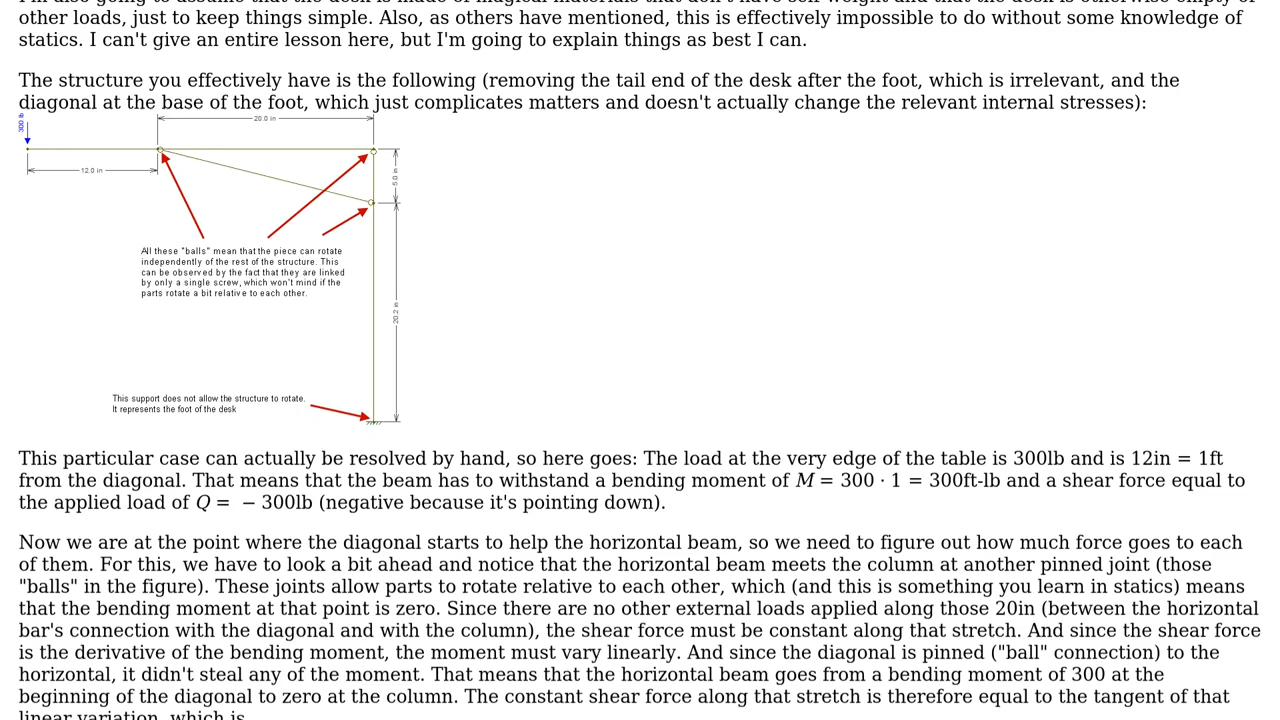 I'm also going to assume that the desk is made of magical materials that don't have self-weight and that the desk is otherwise empty of
other loads, just to keep things simple. Also, as others have mentioned, this is effectively impossible to do without some knowledge of
statics. I can't give an entire lesson here, but I'm going to explain things as best I can.
The structure you effectively have is the following (removing the tail end of the desk after the foot, which is irrelevant, and the
diagonal at the base of the foot, which just complicates matters and doesn't actually change the relevant internal stresses):
300 lb
20.0 in
12.0 in
5.0 in
All these "balls" mean that the piece can rotate
independently of the rest of the structure. This
can be observed by the fact that they are linked
by only a single screw, which won't mind if the
parts rotate a bit relative to each other.
20.2 in
This support does not allow the structure to rotate.
It represents the foot of the desk
This particular case can actually be resolved by hand, so here goes: The load at the very edge of the table is 300lb and is 12in = 1ft
from the diagonal. That means that the beam has to withstand a bending moment of M = 300 · 1 = 300ft-lb and a shear force equal to
the applied load of Q = − 300lb (negative because it's pointing down).
Now we are at the point where the diagonal starts to help the horizontal beam, so we need to figure out how much force goes to each
of them. For this, we have to look a bit ahead and notice that the horizontal beam meets the column at another pinned joint (those
"balls" in the figure). These joints allow parts to rotate relative to each other, which (and this is something you learn in statics) means
that the bending moment at that point is zero. Since there are no other external loads applied along those 20in (between the horizontal
bar's connection with the diagonal and with the column), the shear force must be constant along that stretch. And since the shear force
is the derivative of the bending moment, the moment must vary linearly. And since the diagonal is pinned ("ball" connection) to the
horizontal, it didn't steal any of the moment. That means that the horizontal beam goes from a bending moment of 300 at the
beginning of the diagonal to zero at the column. The constant shear force along that stretch is therefore equal to the tangent of that
linear variation, which is